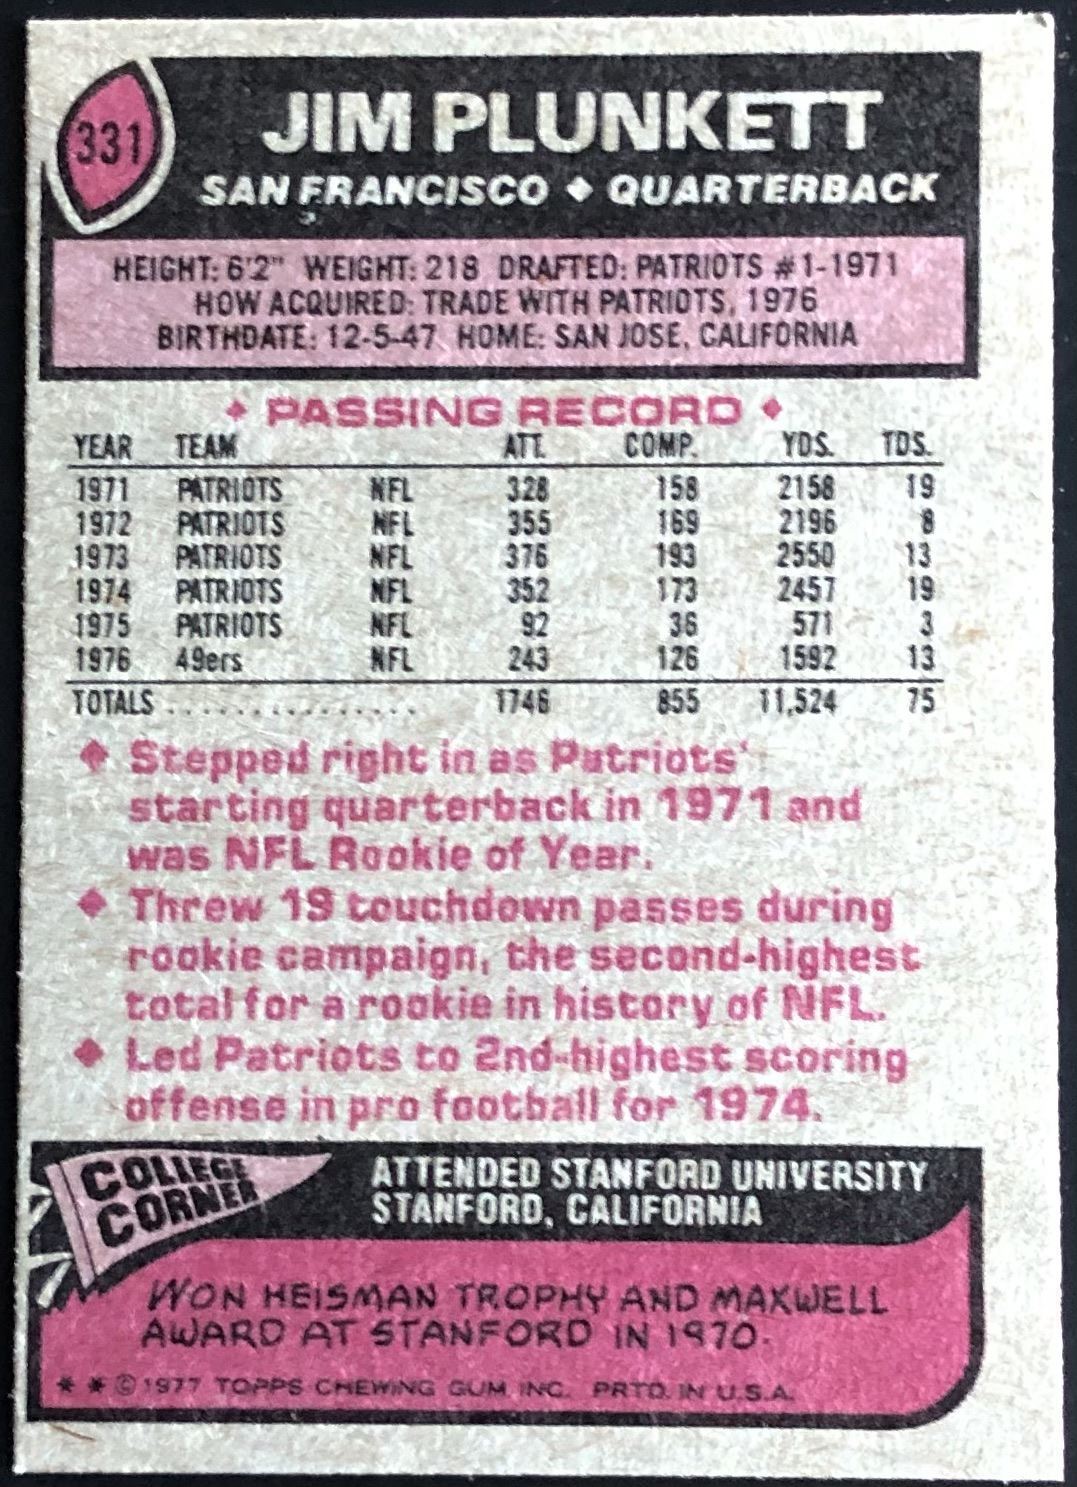 331
JIM PLUNKETT
SAN FRANCISCO ♦ QUARTERBACK
HEIGHT: 6'2" WEIGHT: 218 DRAFTED: PATRIOTS #1-1971
HOW ACQUIRED: TRADE WITH PATRIOTS, 1976
BIRTHDATE: 12-5-47 HOME: SAN JOSE, CALIFORNIA
♦ PASSING RECORD ♦
YEAR TEAM ATT. COMP. YDS. TDS.
1971 PATRIOTS NFL 328 158 2158 19
1972 PATRIOTS NFL 355 169 2196 8
1973 PATRIOTS NFL 376 193 2550 13
1974 PATRIOTS NFL 352 173 2457 19
1975 PATRIOTS NFL 92 36 571 3
1976 49ers NFL 243 126 1592 13
TOTALS ............... 1746 855 11,524 75
♦ Stepped right in as Patriots'
starting quarterback in 1971 and
was NFL Rookie of Year.
♦ Threw 19 touchdown passes during
rookie campaign, the second-highest
total for a rookie in history of NFL.
♦ Led Patriots to 2nd-highest scoring
offense in pro football for 1974.
COLLEGE
CORNER
ATTENDED STANFORD UNIVERSITY
STANFORD, CALIFORNIA
WON HEISMAN TROPHY AND MAXWELL
AWARD AT STANFORD IN 1970.
* * © 1977 TOPPS CHEWING GUM INC. PRTD. IN U.S.A.